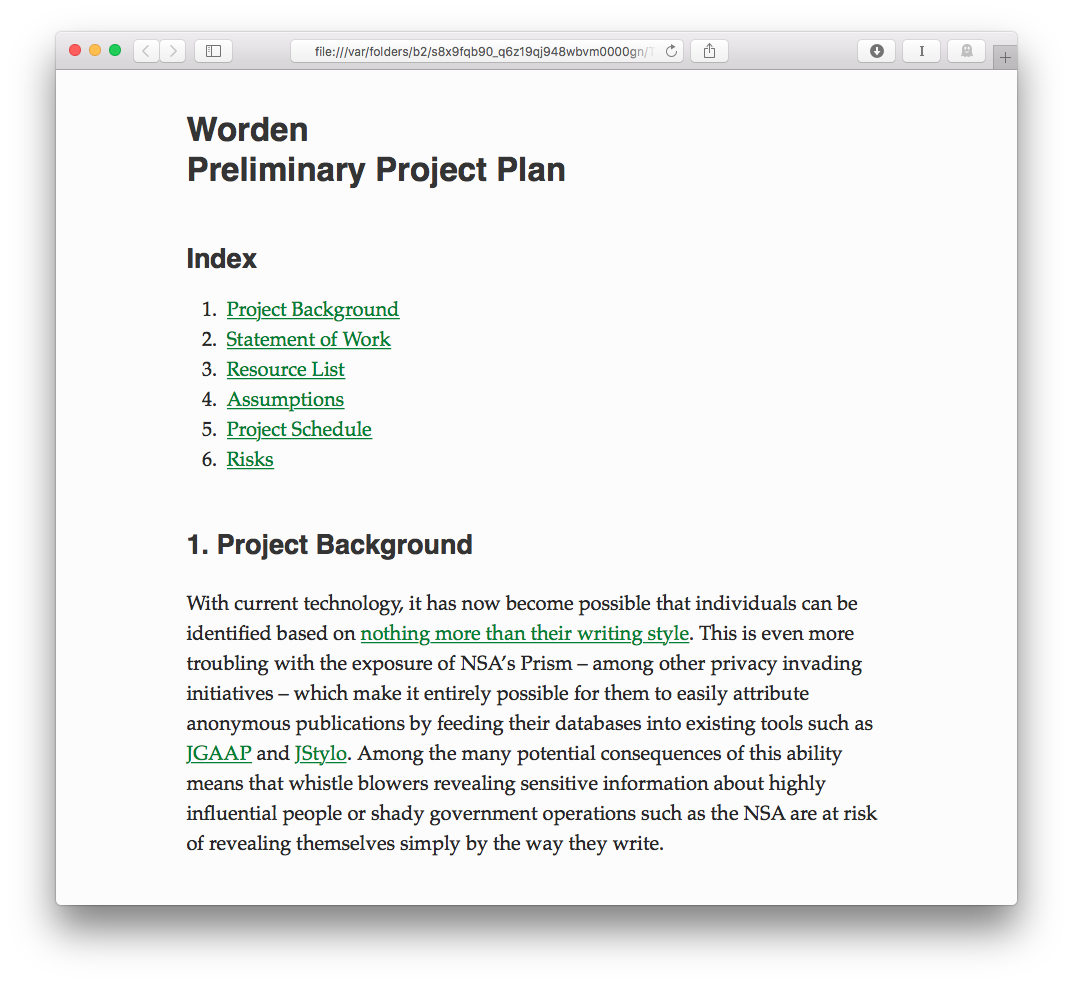 file:///var/folders/b2/s8x9fqb90_q6z19qj948wbvm0000gn/T
I
Worden
Preliminary Project Plan
Index
1. Project Background
2. Statement of Work
3. Resource List
4. Assumptions
5. Project Schedule
6. Risks
1. Project Background
With current technology, it has now become possible that individuals can be
identified based on nothing more than their writing style. This is even more
troubling with the exposure of NSA’s Prism – among other privacy invading
initiatives – which make it entirely possible for them to easily attribute
anonymous publications by feeding their databases into existing tools such as
JGAAP and JStylo. Among the many potential consequences of this ability
means that whistle blowers revealing sensitive information about highly
influential people or shady government operations such as the NSA are at risk
of revealing themselves simply by the way they write.